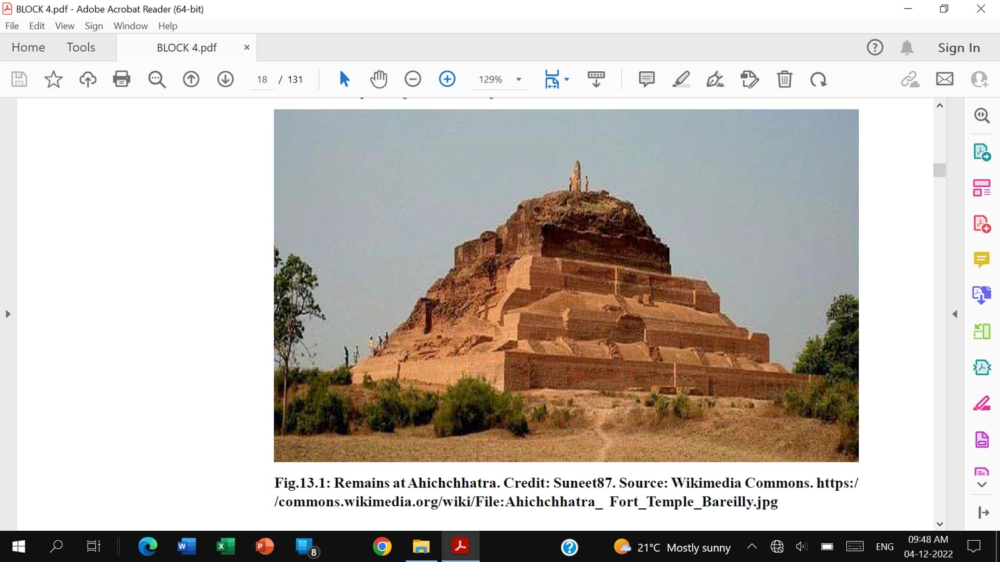 BLOCK 4.pdf - Adobe Acrobat Reader (64-bit)
File Edit View Sign Window Help
Home Tools BLOCK 4.pdf × Sign In
18 / 131 129%
Fig.13.1: Remains at Ahichchhatra. Credit: Suneet87. Source: Wikimedia Commons. https:/
/commons.wikimedia.org/wiki/File:Ahichchhatra_ Fort_Temple_Bareilly.jpg
8 21°C Mostly sunny ENG 09:48 AM
04-12-2022